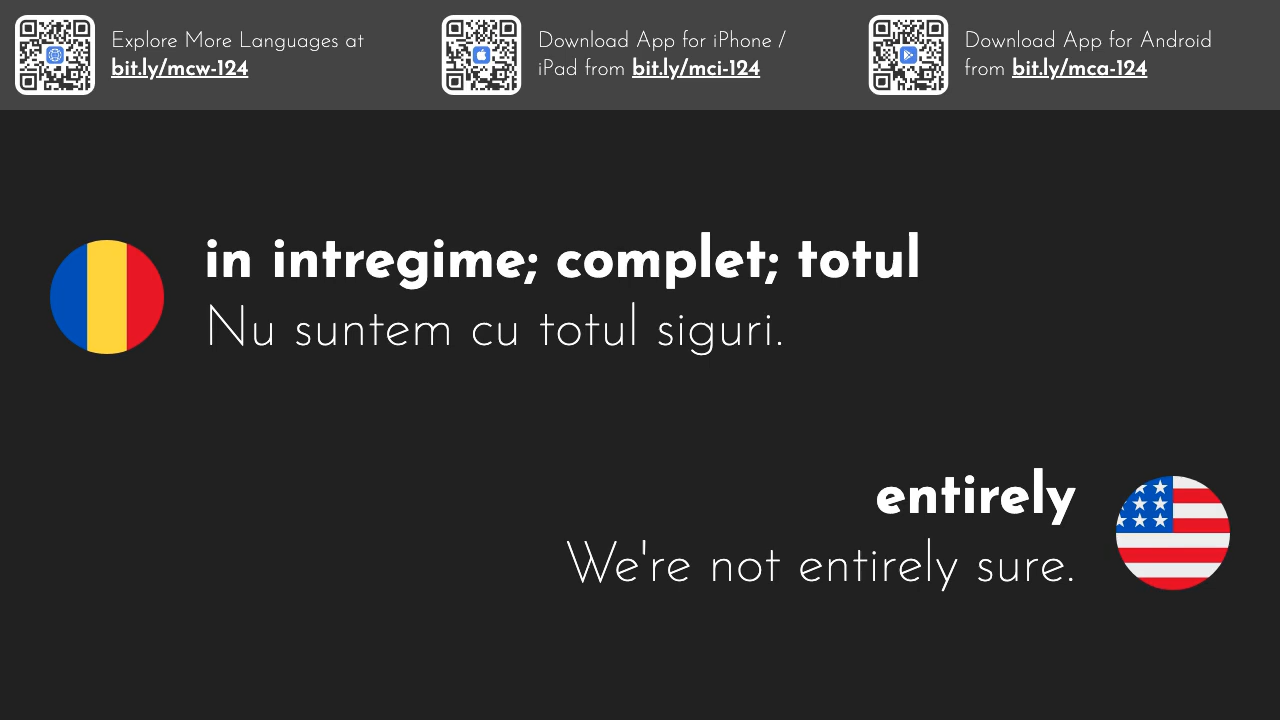 Explore More Languages at
bit.ly/mcw-124
Download App for iPhone /
iPad from bit.ly/mci-124
Download App for Android
from bit.ly/mca-124
in intregime; complet; totul
Nu suntem cu totul siguri.
entirely
We're not entirely sure.